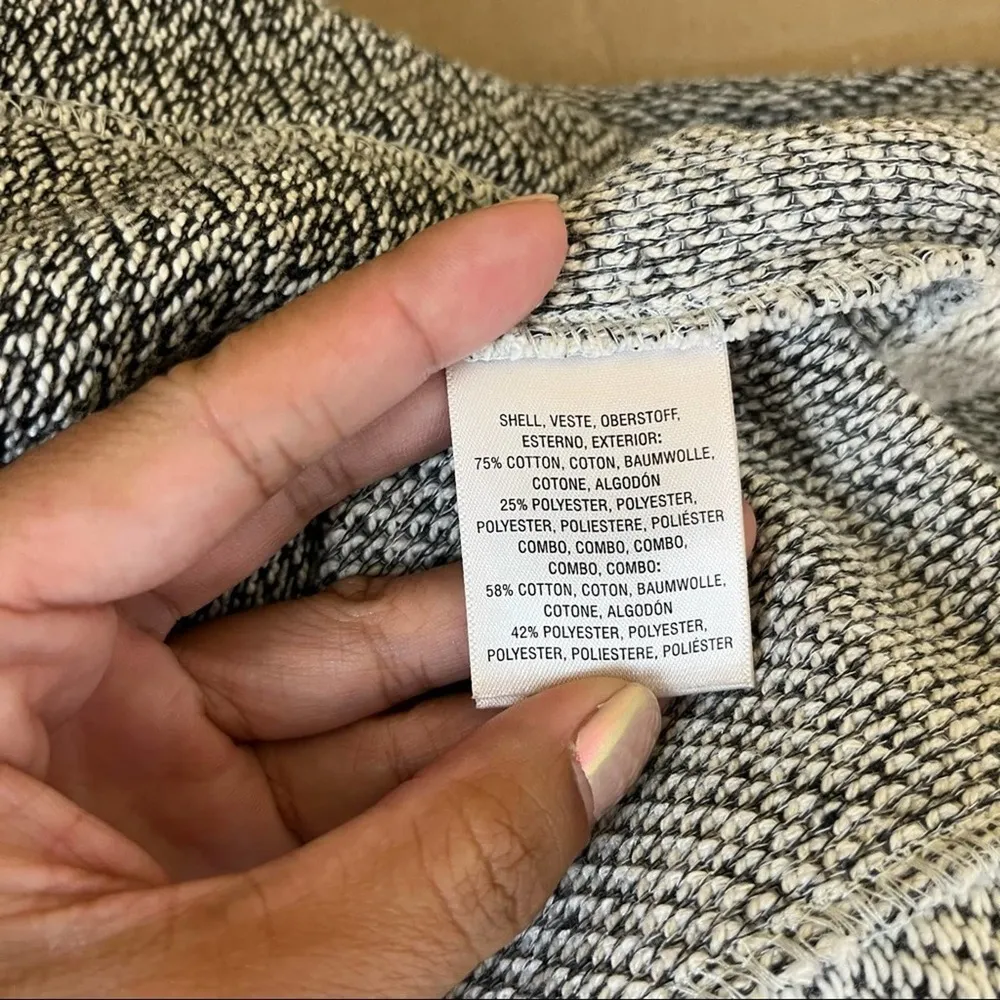 SHELL, VESTE, OBERSTOFF,
ESTERNO, EXTERIOR:
75% COTTON, COTON, BAUMWOLLE,
COTONE, ALGODÓN
25% POLYESTER, POLYESTER,
POLYESTER, POLIESTERE, POLIÉSTER
COMBO, COMBO, COMBO,
COMBO, COMBO:
58% COTTON, COTON, BAUMWOLLE,
COTONE, ALGODÓN
42% POLYESTER, POLYESTER,
POLYESTER, POLIESTERE, POLIÉSTER